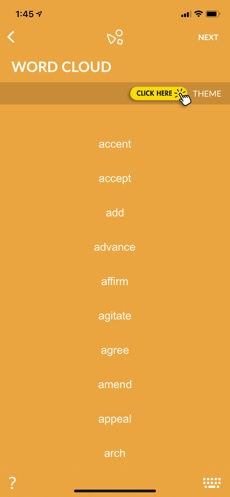 1:45
NEXT
WORD CLOUD
CLICK HERE
THEME
accent
accept
add
advance
affirm
agitate
agree
amend
appeal
arch
?